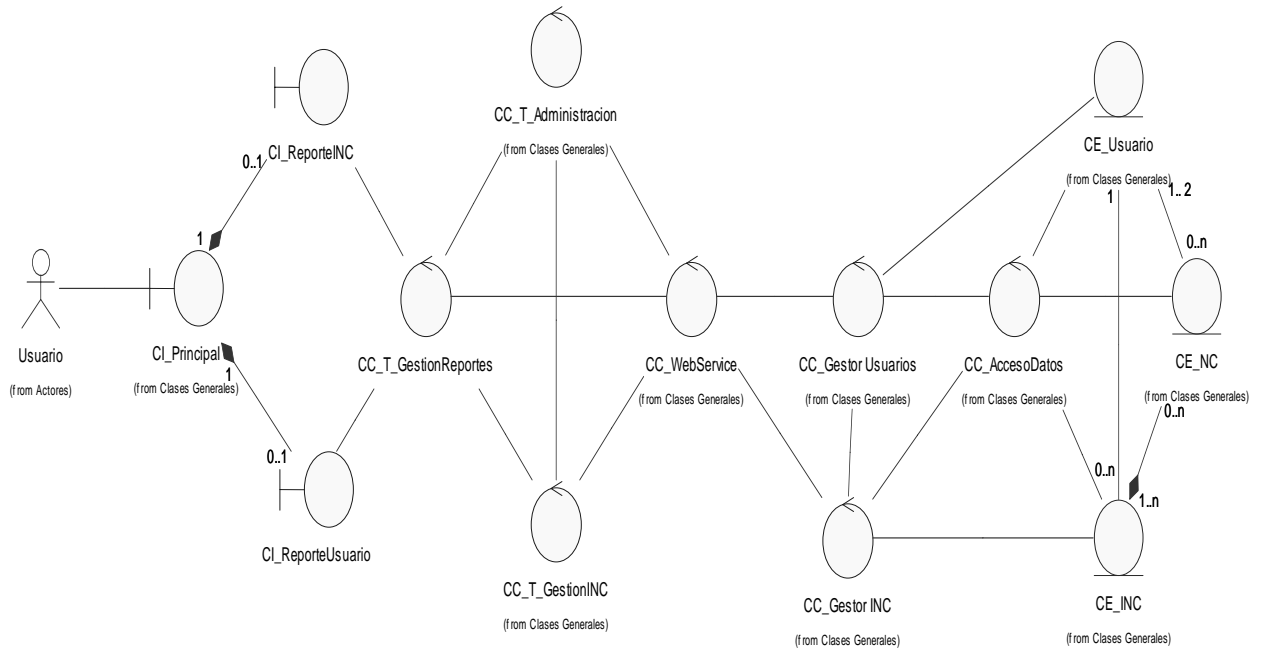 CC_T_Administracion
(from Clases Generales)
CE_Usuario
(from Clases Generales)
1
1..2
0..n
CI_ReporteINC
0..1
1
Usuario
(from Actores)
CI_Principal
(from Clases Generales)
1
0..1
CC_T_GestionReportes
CC_WebService
(from Clases Generales)
CC_Gestor Usuarios
(from Clases Generales)
CC_AccesoDatos
(from Clases Generales)
CE_NC
(from Clases Generales)
0..n
0..n
1..n
CI_ReporteUsuario
CC_T_GestionINC
(from Clases Generales)
CC_Gestor INC
(from Clases Generales)
CE_INC
(from Clases Generales)